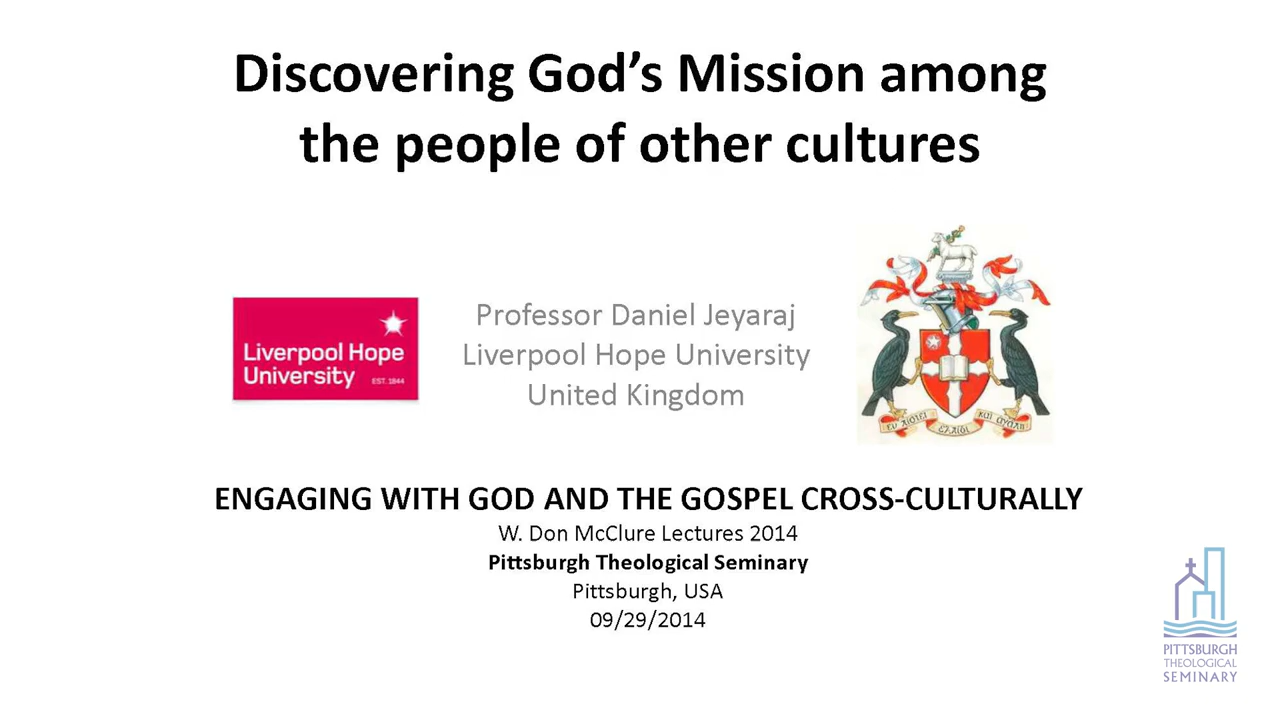 Discovering God’s Mission among
the people of other cultures
Liverpool Hope
University
EST. 1844
Professor Daniel Jeyaraj
Liverpool Hope University
United Kingdom
ENGAGING WITH GOD AND THE GOSPEL CROSS-CULTURALLY
W. Don McClure Lectures 2014
Pittsburgh Theological Seminary
Pittsburgh, USA
09/29/2014
PITTSBURGH
THEOLOGICAL
SEMINARY